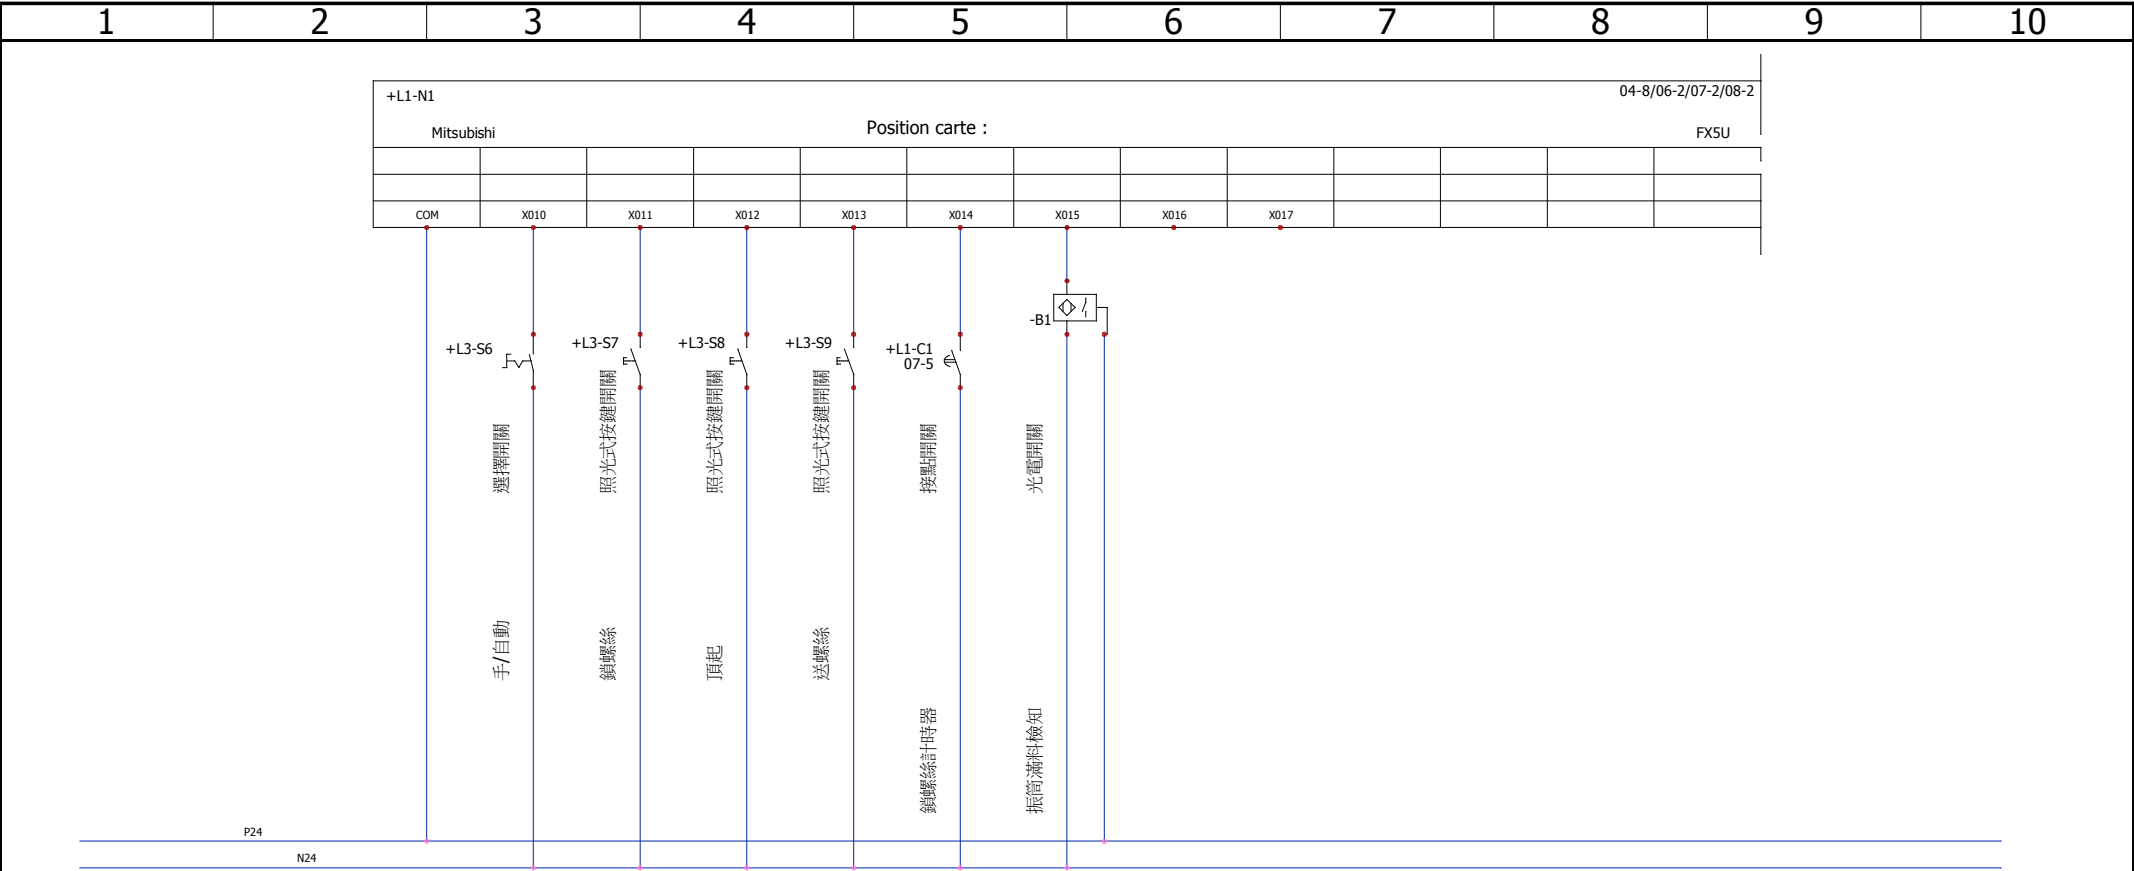 1 2 3 4 5 6 7 8 9 10
+L1-N1 04-8/06-2/07-2/08-2
Mitsubishi Position carte : FX5U
COM X010 X011 X012 X013 X014 X015 X016 X017
-B1
+L3-S6
+L3-S7
+L3-S8
+L3-S9
+L1-C1
07-5
選擇開關
照光式按鍵開關
照光式按鍵開關
照光式按鍵開關
接點開關
光電開關
手/自動
鎖螺絲
頂起
送螺絲
鎖螺絲計時器
振筒滿料檢知
P24
N24